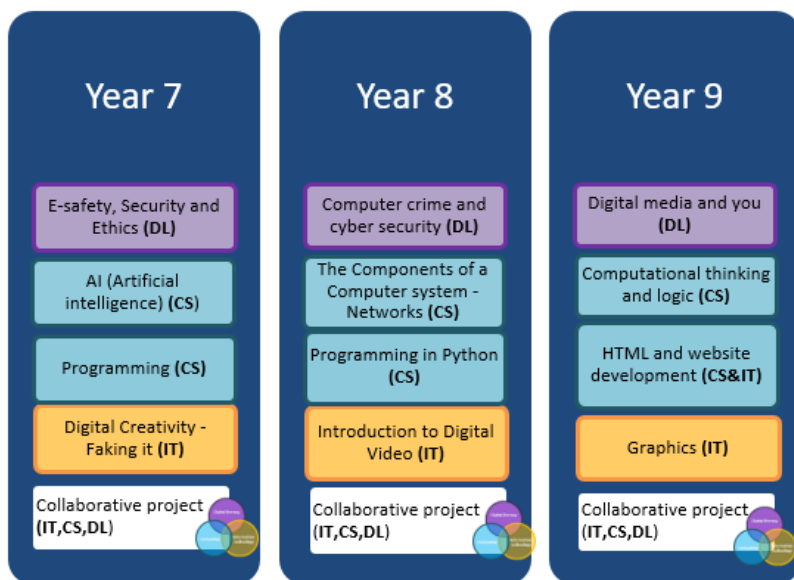 Year 7
E-safety, Security and
Ethics (DL)
AI (Artificial
intelligence) (CS)
Programming (CS)
Digital Creativity -
Faking it (IT)
Collaborative project
(IT,CS,DL)
Year 8
Computer crime and
cyber security (DL)
The Components of a
Computer system -
Networks (CS)
Programming in Python
(CS)
Introduction to Digital
Video (IT)
Collaborative project
(IT,CS,DL)
Year 9
Digital media and you
(DL)
Computational thinking
and logic (CS)
HTML and website
development (CS&IT)
Graphics (IT)
Collaborative project
(IT,CS,DL)